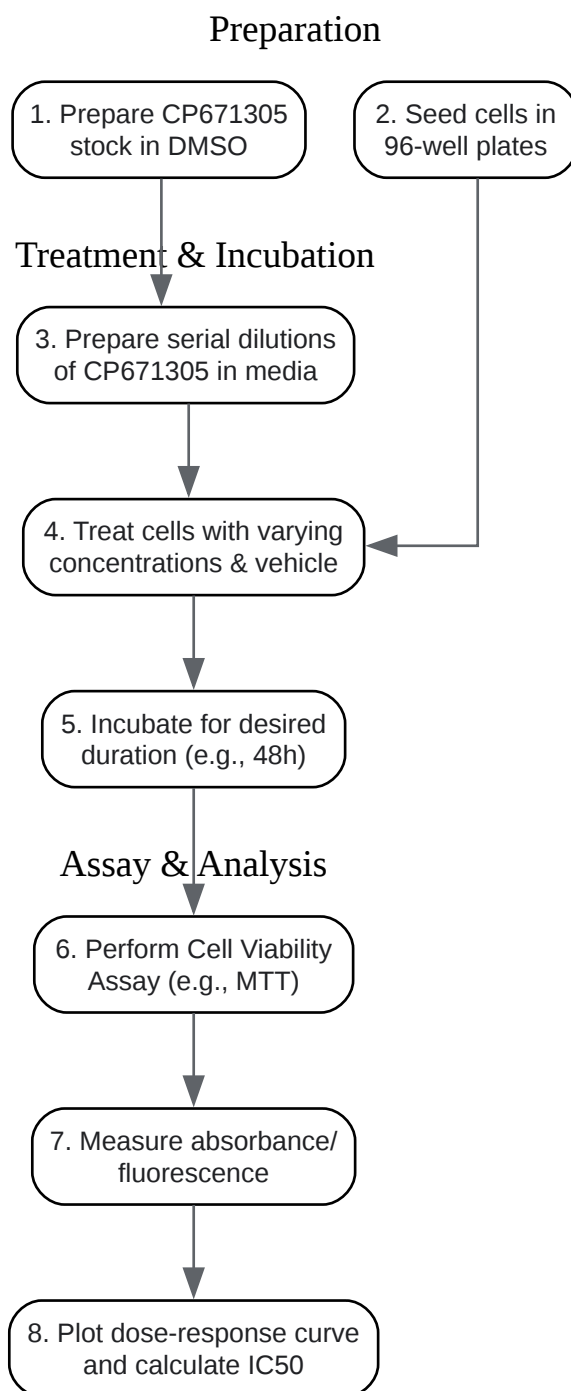 Preparation
1. Prepare CP671305
stock in DMSO
2. Seed cells in
96-well plates
Treatment & Incubation
3. Prepare serial dilutions
of CP671305 in media
4. Treat cells with varying
concentrations & vehicle
5. Incubate for desired
duration (e.g., 48h)
Assay & Analysis
6. Perform Cell Viability
Assay (e.g., MTT)
7. Measure absorbance/
fluorescence
8. Plot dose-response curve
and calculate IC50